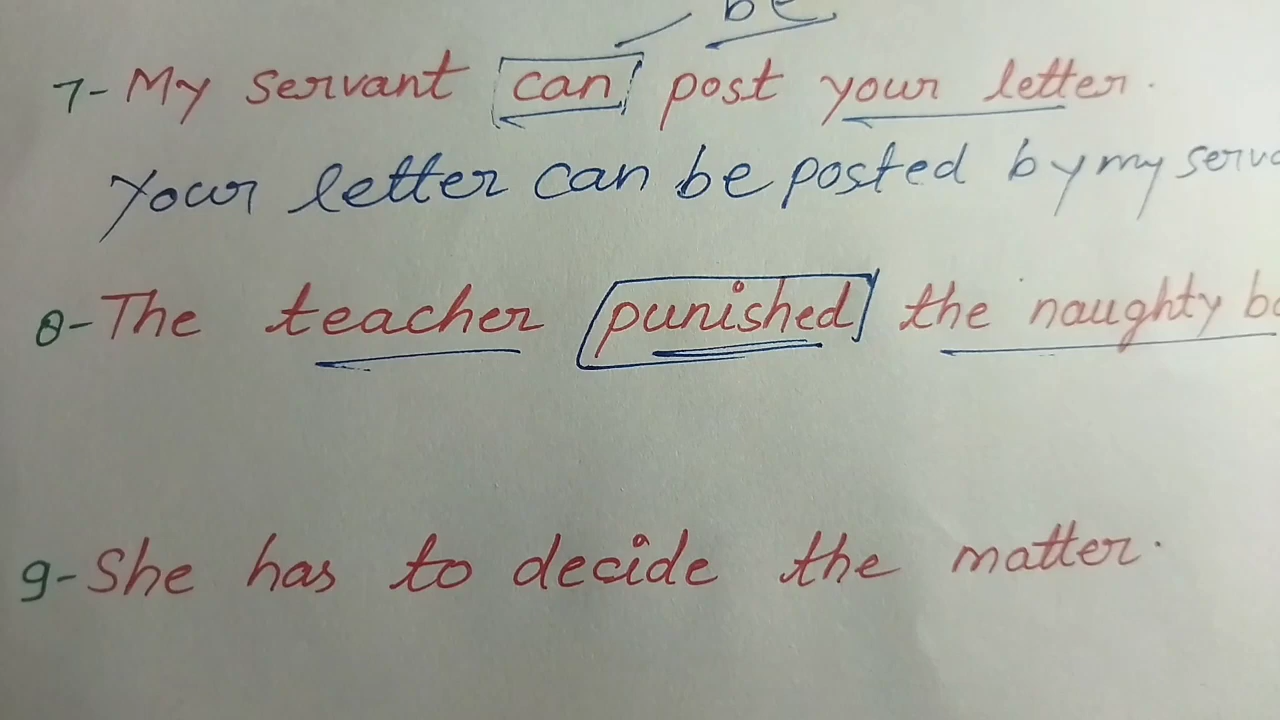 be
7- My servant can post your letter.
Your letter can be posted by my
8- The teacher punished the naughty
9- She has to decide the matter.